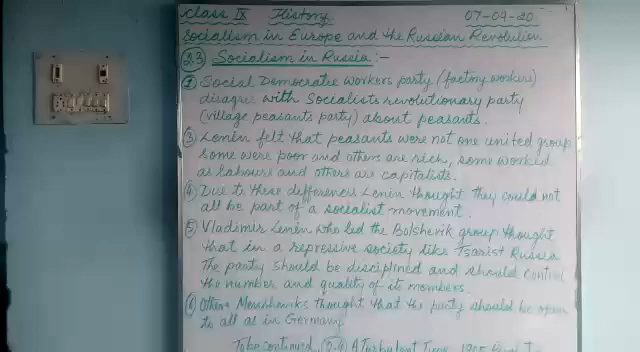 Class IX History 07-09-20
Socialism in Europe and the Russian Revolution
2.3 Socialism in Russia :-
① Social Democratic workers party (factory workers)
disagree with Socialists revolutionary party
(village peasants party) about peasants.
③ Lenin felt that peasants were not one united group
Some were poor and others are rich, some worked
as labours and others are capitalists.
④ Due to these differences Lenin thought they could not
all be part of a socialist movement.
⑤ Vladimir Lenin who led the Bolshevik group thought
that in a repressive society like Tsarist Russia
The party should be disciplined and should control
the number and quality of its members.
⑥ Others Menshewiks thought that the party should be open
to all as in Germany
To be continued (2.4) A Turbulent Time 1905